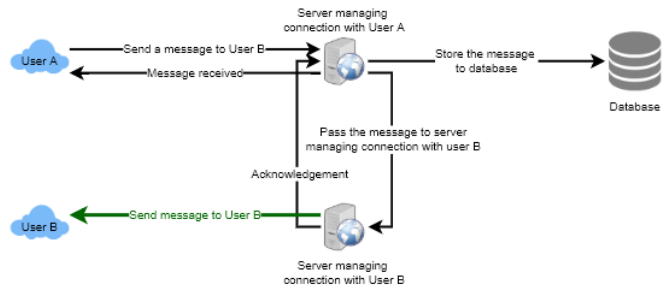 Server managing
connection with User A
Send a message to User B
User A
Message received
Store the message
to database
Database
Pass the message to server
managing connection with user B
Acknowledgement
User B
Send message to User B
Server managing
connection with User B